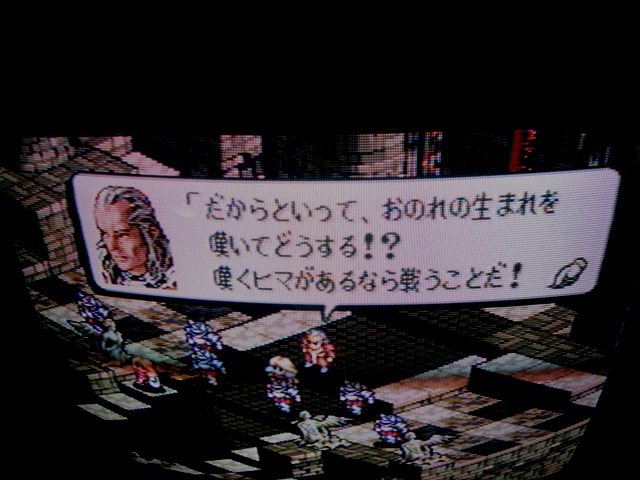 「だからといって、おのれの生まれを
嘆いてどうする！？
嘆くヒマがあるなら戦うことだ！